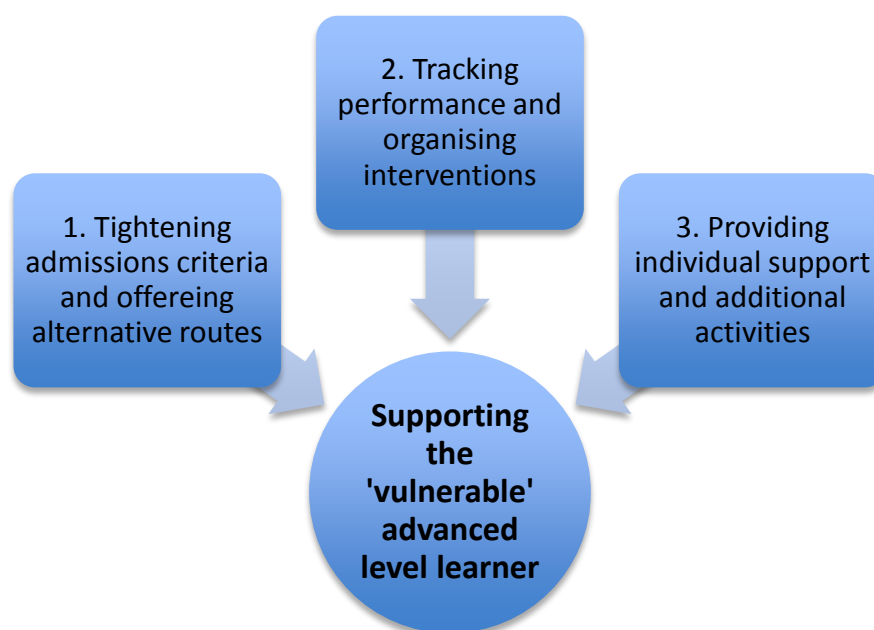 1. Tightening
admissions criteria
and offereing
alternative routes
2. Tracking
performance and
organising
interventions
3. Providing
individual support
and additional
activities
Supporting
the
'vulnerable'
advanced
level learner